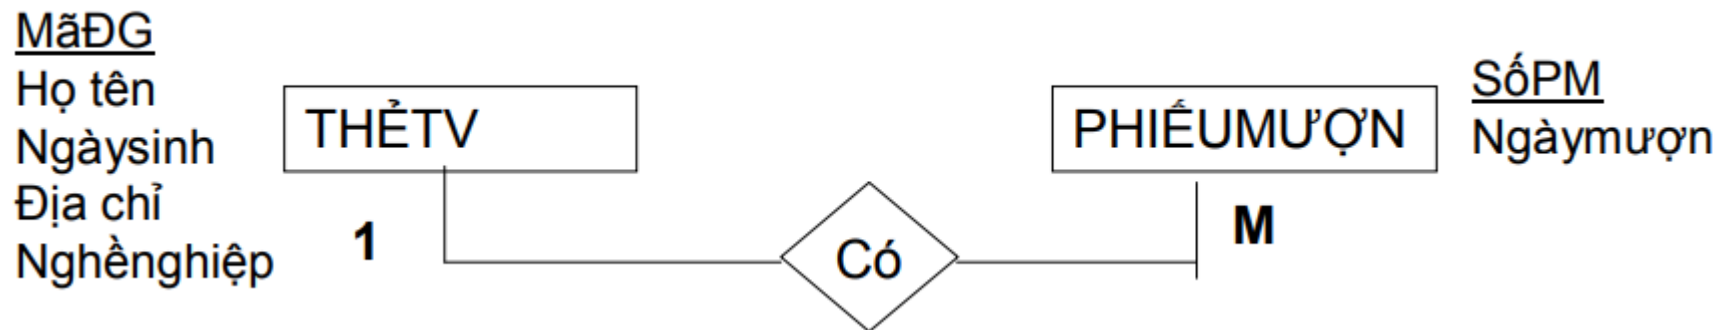 MãĐG
Họ tên
Ngàysinh
Địa chỉ
Nghềnghiệp
THẺTV
1
Có
PHIẾUMƯỢN
M
SốPM
Ngàymượn